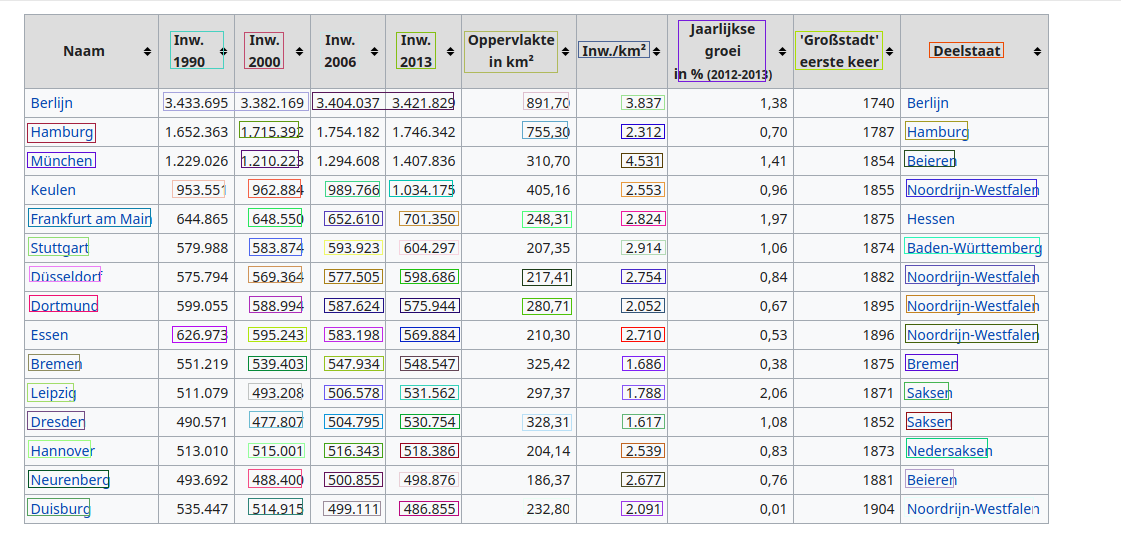 Naam Inw. 1990 Inw. 2000 Inw. 2006 Inw. 2013 Oppervlakte in km² Inw./km² Jaarlijkse groei in % (2012-2013) 'Großstadt' eerste keer Deelstaat
Berlijn 3.433.695 3.382.169 3.404.037 3.421.829 891,70 3.837 1,38 1740 Berlijn
Hamburg 1.652.363 1.715.392 1.754.182 1.746.342 755,30 2.312 0,70 1787 Hamburg
München 1.229.026 1.210.223 1.294.608 1.407.836 310,70 4.531 1,41 1854 Beieren
Keulen 953.551 962.884 989.766 1.034.175 405,16 2.553 0,96 1855 Noordrijn-Westfalen
Frankfurt am Main 644.865 648.550 652.610 701.350 248,31 2.824 1,97 1875 Hessen
Stuttgart 579.988 583.874 593.923 604.297 207,35 2.914 1,06 1874 Baden-Württemberg
Düsseldorf 575.794 569.364 577.505 598.686 217,41 2.754 0,84 1882 Noordrijn-Westfalen
Dortmund 599.055 588.994 587.624 575.944 280,71 2.052 0,67 1895 Noordrijn-Westfalen
Essen 626.973 595.243 583.198 569.884 210,30 2.710 0,53 1896 Noordrijn-Westfalen
Bremen 551.219 539.403 547.934 548.547 325,42 1.686 0,38 1875 Bremen
Leipzig 511.079 493.208 506.578 531.562 297,37 1.788 2,06 1871 Saksen
Dresden 490.571 477.807 504.795 530.754 328,31 1.617 1,08 1852 Saksen
Hannover 513.010 515.001 516.343 518.386 204,14 2.539 0,83 1873 Nedersaksen
Neurenberg 493.692 488.400 500.855 498.876 186,37 2.677 0,76 1881 Beieren
Duisburg 535.447 514.915 499.111 486.855 232,80 2.091 0,01 1904 Noordrijn-Westfalen